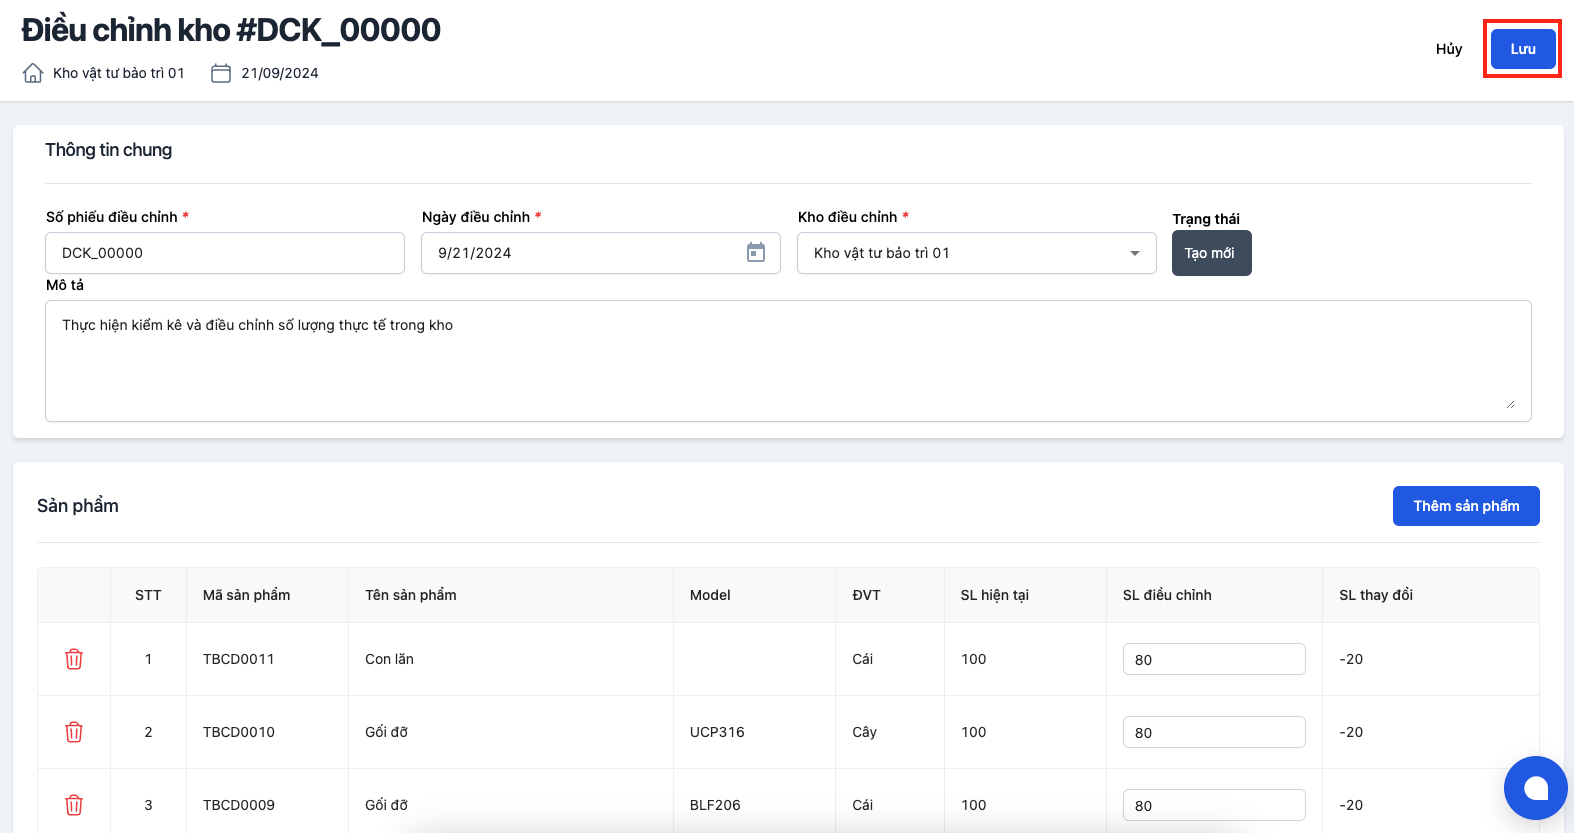 Điều chỉnh kho #DCK_00000
Kho vật tư bảo trì 01 21/09/2024
Hủy Lưu
Thông tin chung
Số phiếu điều chỉnh * Ngày điều chỉnh * Kho điều chỉnh * Trạng thái
DCK_00000 9/21/2024 Kho vật tư bảo trì 01 Tạo mới
Mô tả
Thực hiện kiểm kê và điều chỉnh số lượng thực tế trong kho
Sản phẩm Thêm sản phẩm
STT Mã sản phẩm Tên sản phẩm Model ĐVT SL hiện tại SL điều chỉnh SL thay đổi
1 TBCD0011 Con lăn Cái 100 80 -20
2 TBCD0010 Gối đỡ UCP316 Cây 100 80 -20
3 TBCD0009 Gối đỡ BLF206 Cái 100 80 -20